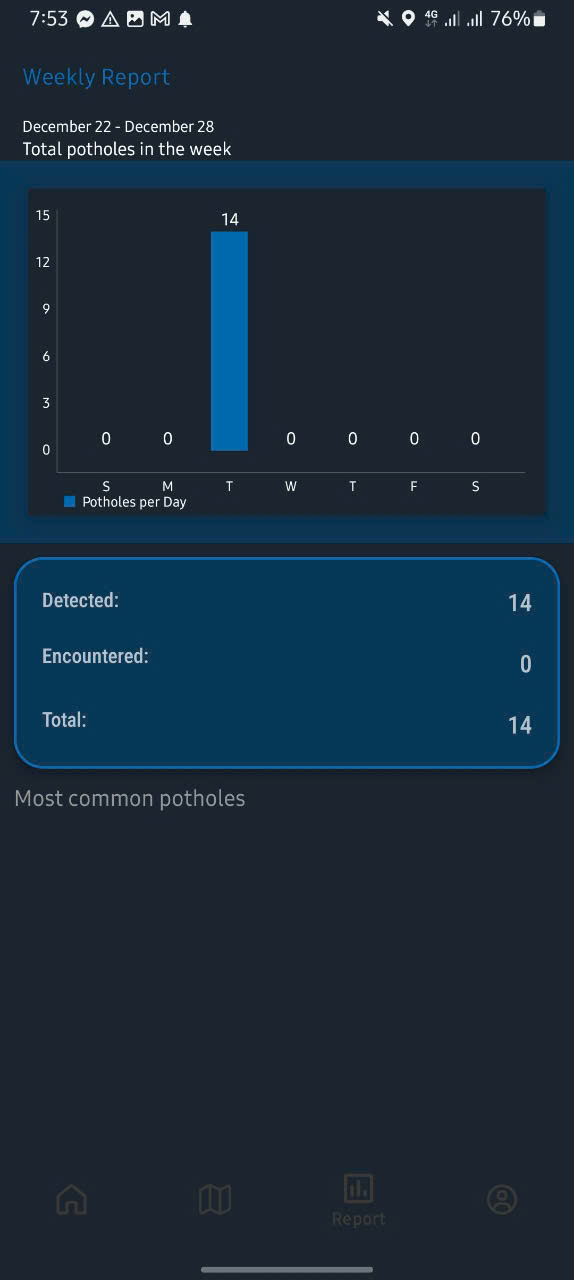 7:53 4G 76%
Weekly Report
December 22 - December 28
Total potholes in the week
15
14
12
9
6
3
0 0 0 0 0 0 0
S M T W T F S
Potholes per Day
Detected: 14
Encountered: 0
Total: 14
Most common potholes
Report